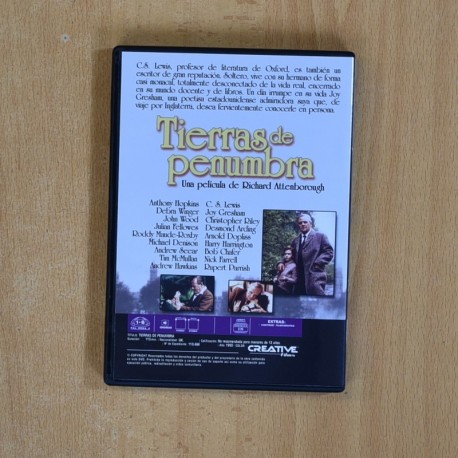 C.S. Lewis, profesor de literatura de Oxford, es también un
escritor de gran reputación. Soltero, vive con su hermano de forma
casi monacal, totalmente desconectado de la vida real, encerrado
en su mundo docente y de libros. Un día irrumpe en su vida Joy
Gresham, una poetisa estadounidense admiradora suya que, de
viaje por Inglaterra, desea fervientemente conocerle en persona.
Tierras de
penumbra
Una película de Richard Attenborough
Anthony Hopkins C. S. Lewis
Debra Winger Joy Gresham
John Wood Christopher Riley
Julian Fellowes Desmond Arding
Roddy Maude-Roxby Arnold Dopliss
Michael Denison Harry Harrington
Andrew Seear Bob Chafer
Tim McMullan Nick Farrell
Andrew Hawkins Rupert Parrish
EXTRAS:
TIERRAS DE PENUMBRA
CREATIVE
Films